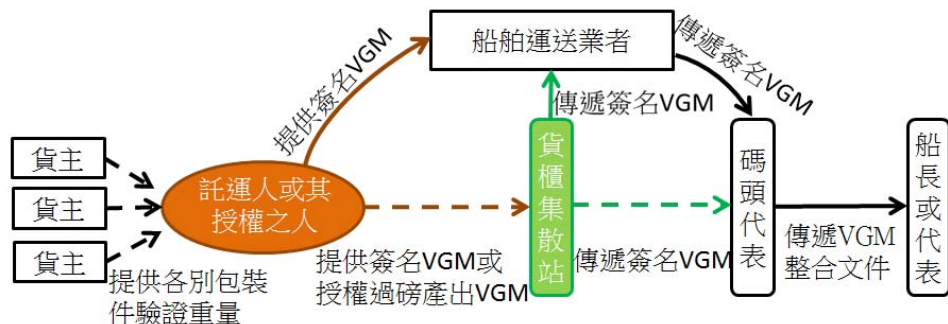 船舶運送業者
傳遞簽名VGM
提供簽名VGM
傳遞簽名VGM
貨主
貨主
貨主
託運人或其
授權之人
貨櫃集散站
碼頭代表
船長或代表
提供各別包裝
件驗證重量
提供簽名VGM或
授權過磅產出VGM
傳遞簽名VGM
傳遞VGM
整合文件